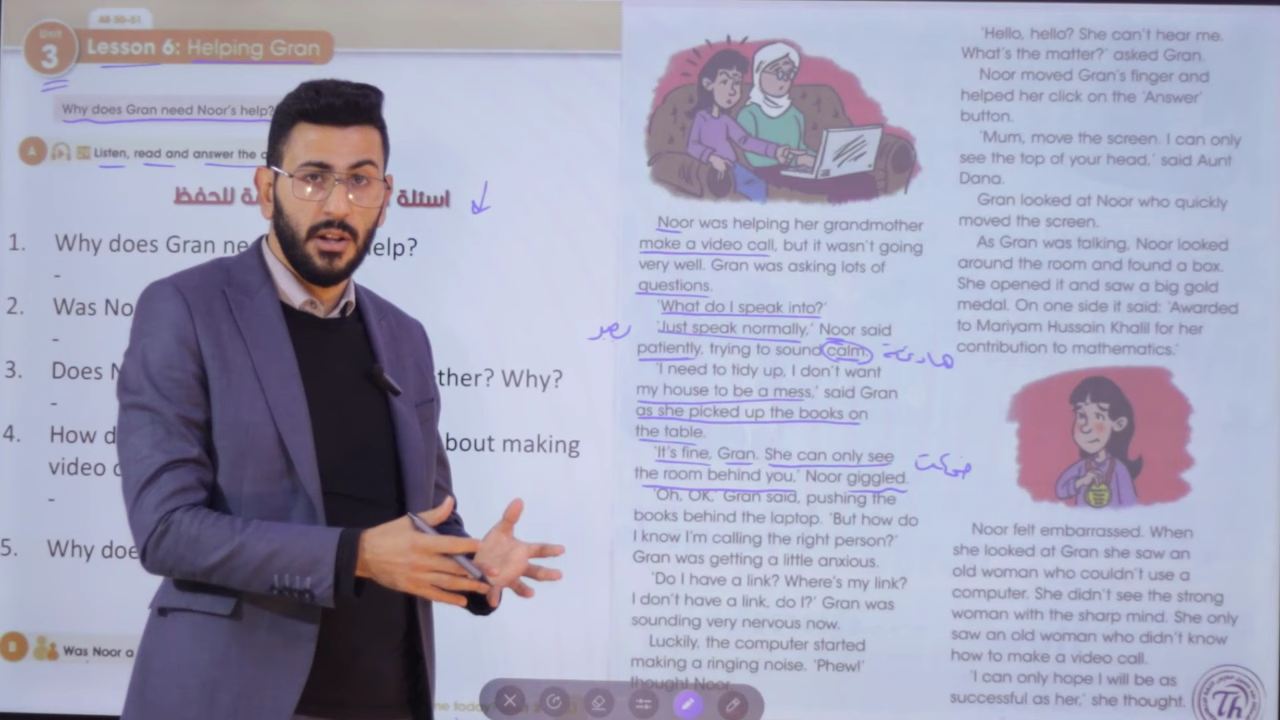 AB 50-51
Unit
3
Lesson 6: Helping Gran
Why does Gran need Noor's help?
A
Listen, read and answer the
اسئلة
للحفظ
1. Why does Gran ne elp?
-
2. Was No
-
3. Does N ther? Why?
-
4. How d bout making
video c
-
5. Why doe
B
Was Noor a
me today
Noor was helping her grandmother
make a video call, but it wasn't going
very well. Gran was asking lots of
questions.
'What do I speak into?'
'Just speak normally,' Noor said
patiently, trying to sound calm.
'I need to tidy up, I don't want
my house to be a mess,' said Gran
as she picked up the books on
the table.
'It's fine, Gran. She can only see
the room behind you,' Noor giggled.
'Oh, OK,' Gran said, pushing the
books behind the laptop. 'But how do
I know I'm calling the right person?'
Gran was getting a little anxious.
'Do I have a link? Where's my link?
I don't have a link, do I?' Gran was
sounding very nervous now.
Luckily, the computer started
making a ringing noise. 'Phew!'
thought Noor.
صبر
ضحكت
'Hello, hello? She can't hear me.
What's the matter?' asked Gran.
Noor moved Gran's finger and
helped her click on the 'Answer'
button.
'Mum, move the screen. I can only
see the top of your head,' said Aunt
Dana.
Gran looked at Noor who quickly
moved the screen.
As Gran was talking, Noor looked
around the room and found a box.
She opened it and saw a big gold
medal. On one side it said: 'Awarded
to Mariyam Hussain Khalil for her
contribution to mathematics.'
Noor felt embarrassed. When
she looked at Gran she saw an
old woman who couldn't use a
computer. She didn't see the strong
woman with the sharp mind. She only
saw an old woman who didn't know
how to make a video call.
'I can only hope I will be as
successful as her,' she thought.
Th